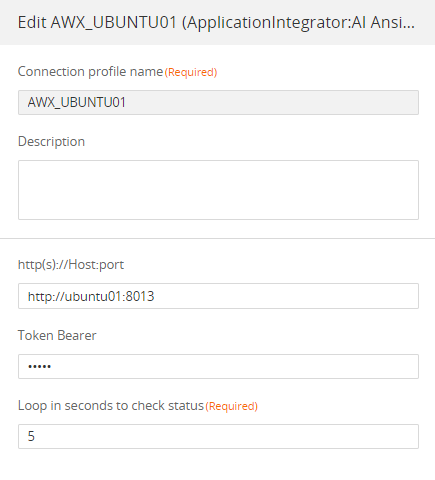 Edit AWX_UBUNTU01 (ApplicationIntegrator:AI Ansi...
Connection profile name(Required)
AWX_UBUNTU01
Description
http(s)://Host:port
http://ubuntu01:8013
Token Bearer
•••••
Loop in seconds to check status(Required)
5